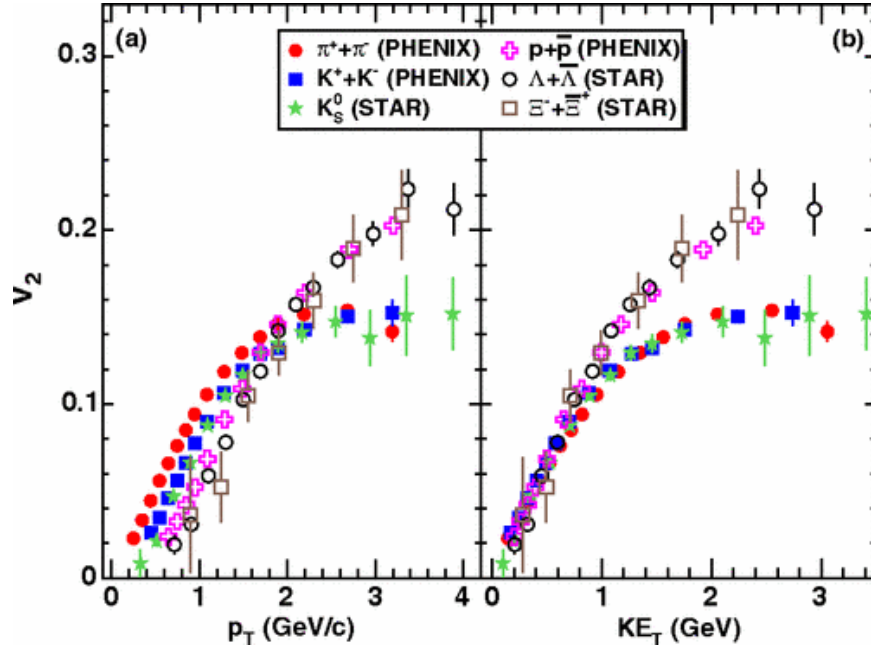 0.3
(a)
(b)
π⁺+π⁻ (PHENIX)
K⁺+K⁻ (PHENIX)
K⁰_S (STAR)
p+p̅ (PHENIX)
Λ+Λ̅ (STAR)
Ξ⁻+Ξ̅⁺ (STAR)
0.2
v₂
0.1
0
0 1 2 3 4
0 1 2 3
p_T (GeV/c)
KE_T (GeV)